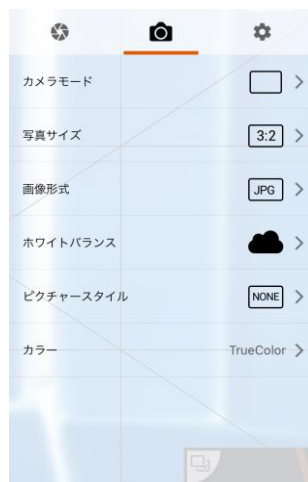 カメラモード
写真サイズ 3:2
画像形式 JPG
ホワイトバランス
ピクチャースタイル NONE
カラー TrueColor